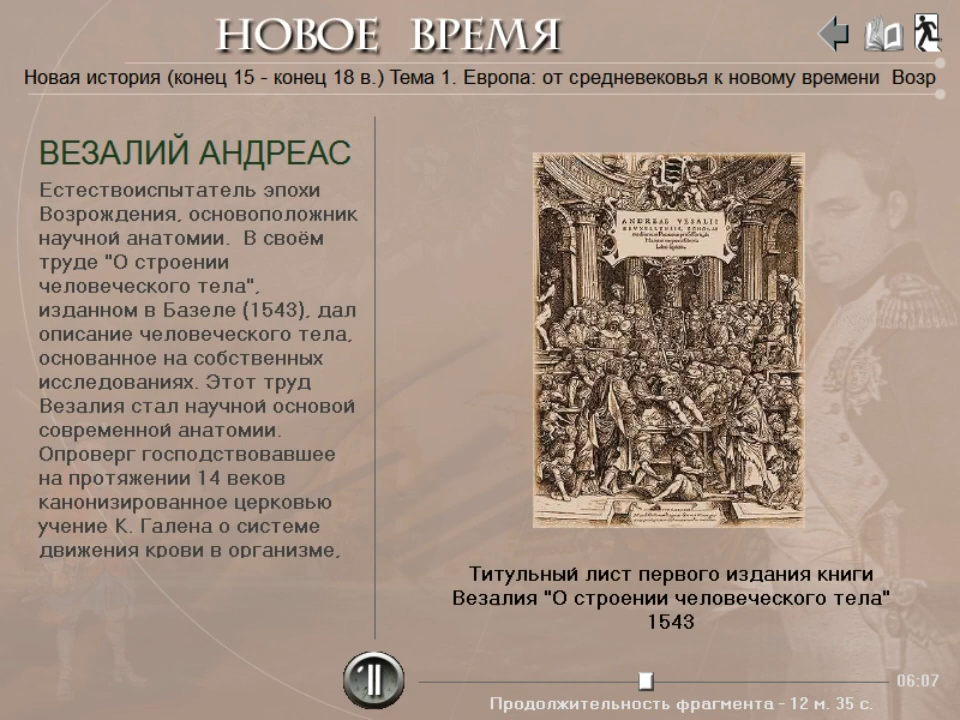 НОВОЕ ВРЕМЯ
Новая история (конец 15 - конец 18 в.) Тема 1. Европа: от средневековья к новому времени Возр
ВЕЗАЛИЙ АНДРЕАС
Естествоиспытатель эпохи
Возрождения, основоположник
научной анатомии. В своём
труде "О строении
человеческого тела",
изданном в Базеле (1543), дал
описание человеческого тела,
основанное на собственных
исследованиях. Этот труд
Везалия стал научной основой
современной анатомии.
Опроверг господствовавшее
на протяжении 14 веков
канонизированное церковью
учение К. Галена о системе
движения крови в организме,
ANDREAE VESALII
BRUXELLENSIS, SCHOLAE
Титульный лист первого издания книги
Везалия "О строении человеческого тела"
1543
06:07
Продолжительность фрагмента - 12 м. 35 с.